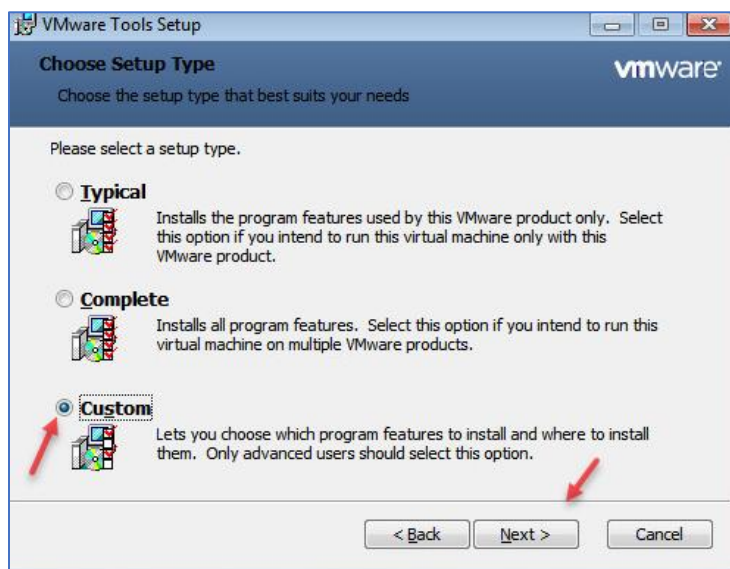 VMware Tools Setup
Choose Setup Type
vmware
Choose the setup type that best suits your needs
Please select a setup type.
Typical
Installs the program features used by this VMware product only. Select
this option if you intend to run this virtual machine only with this
VMware product.
Complete
Installs all program features. Select this option if you intend to run this
virtual machine on multiple VMware products.
Custom
Lets you choose which program features to install and where to install
them. Only advanced users should select this option.
< Back Next > Cancel